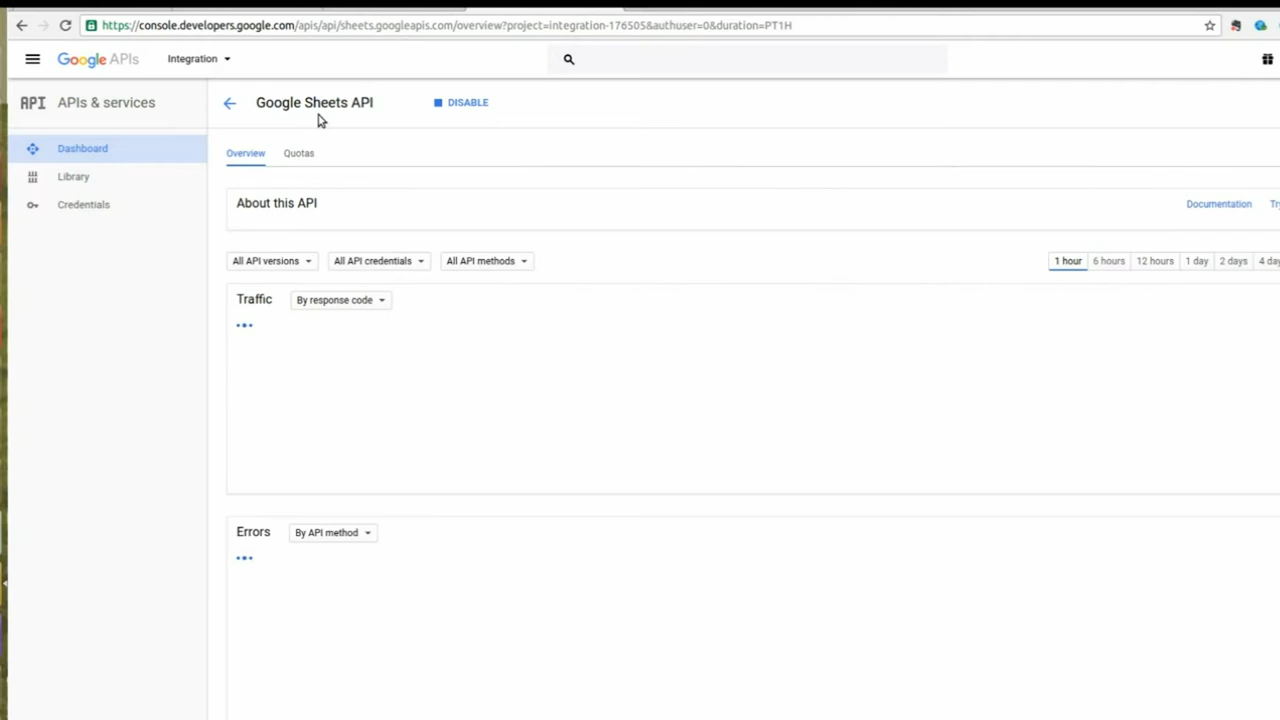 https://console.developers.google.com/apis/api/sheets.googleapis.com/overview?project=integration-176505&authuser=0&duration=PT1H
Google APIs
Integration
API APIs & services
Google Sheets API
DISABLE
Dashboard
Library
Credentials
Overview
Quotas
About this API
Documentation
All API versions
All API credentials
All API methods
1 hour
6 hours
12 hours
1 day
2 days
Traffic
By response code
Errors
By API method